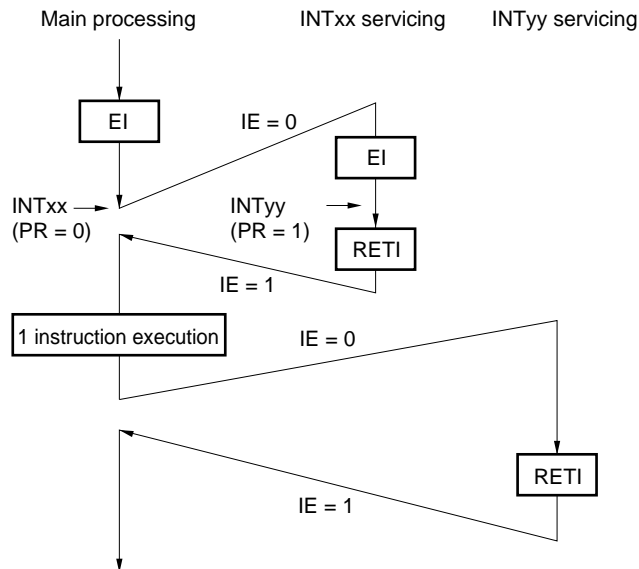 Main processing
INTxx servicing
INTyy servicing
EI
IE = 0
EI
INTxx
(PR = 0)
INTyy
(PR = 1)
RETI
IE = 1
1 instruction execution
IE = 0
RETI
IE = 1